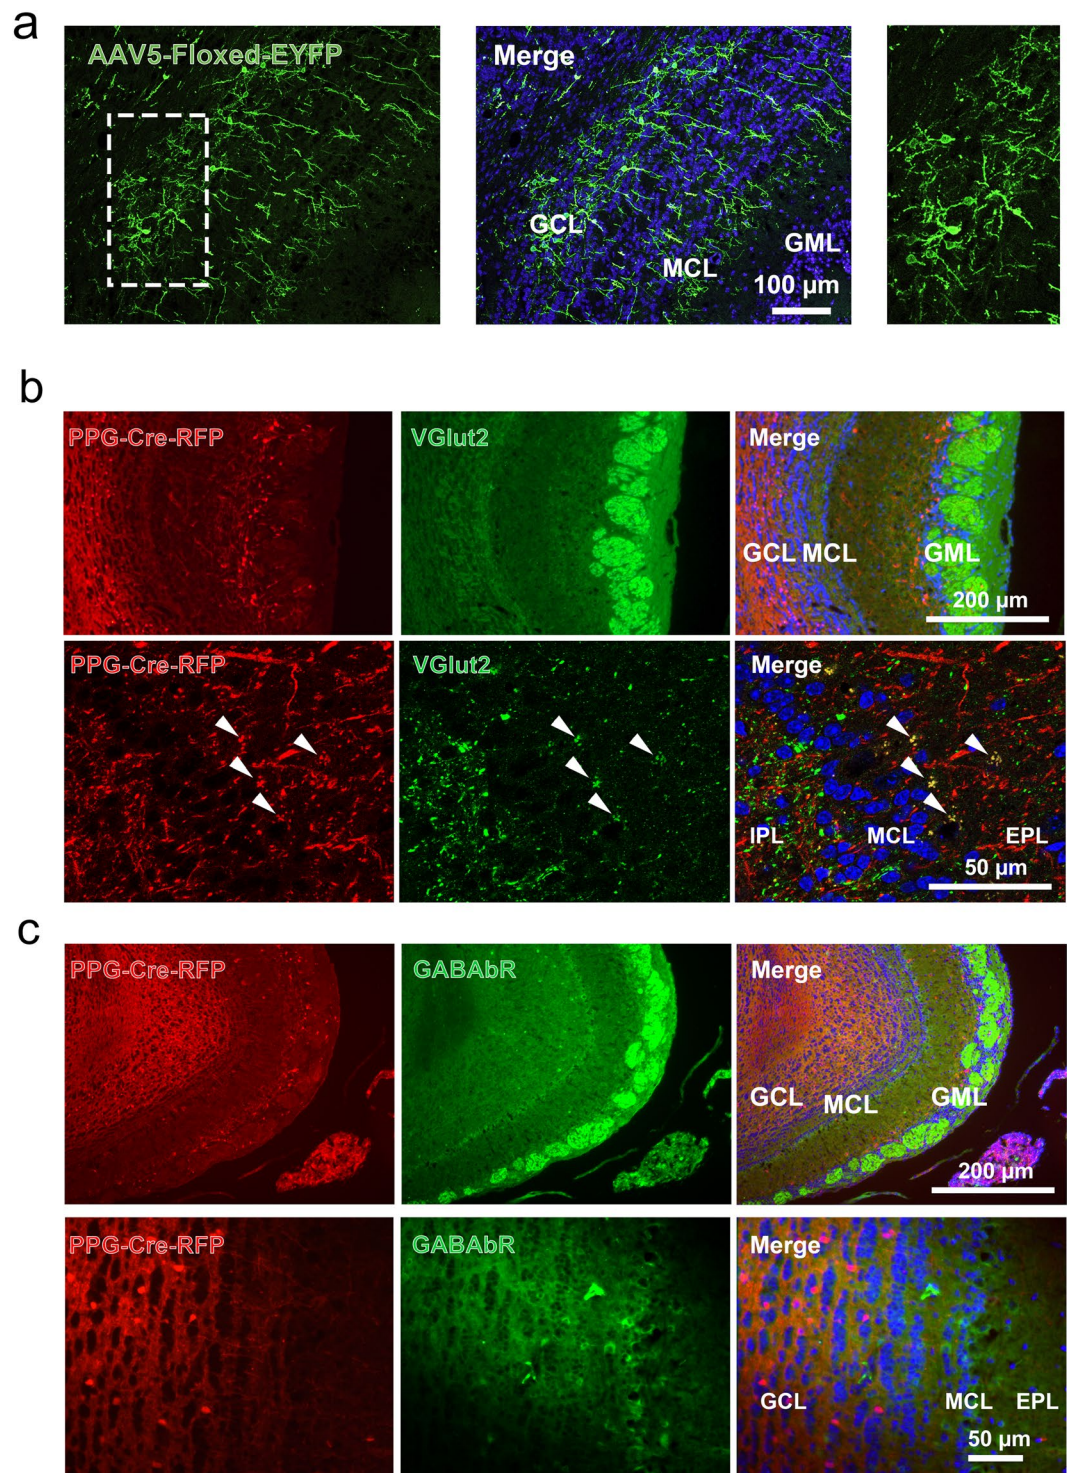 a
AAV5-Floxed-EYFP
Merge
GCL
MCL
GML
100 µm
b
PPG-Cre-RFP
VGlut2
Merge
GCL MCL GML
200 µm
PPG-Cre-RFP
VGlut2
Merge
IPL MCL EPL
50 µm
c
PPG-Cre-RFP
GABAbR
Merge
GCL MCL GML
200 µm
PPG-Cre-RFP
GABAbR
Merge
GCL MCL EPL
50 µm